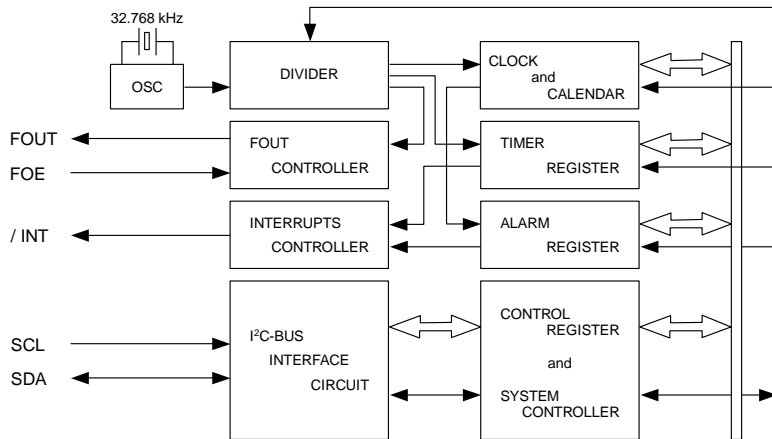 32.768 kHz
OSC
DIVIDER
CLOCK
and
CALENDAR
FOUT
FOE
FOUT
CONTROLLER
TIMER
REGISTER
/ INT
INTERRUPTS
CONTROLLER
ALARM
REGISTER
SCL
SDA
I²C-BUS
INTERFACE
CIRCUIT
CONTROL
REGISTER
and
SYSTEM
CONTROLLER